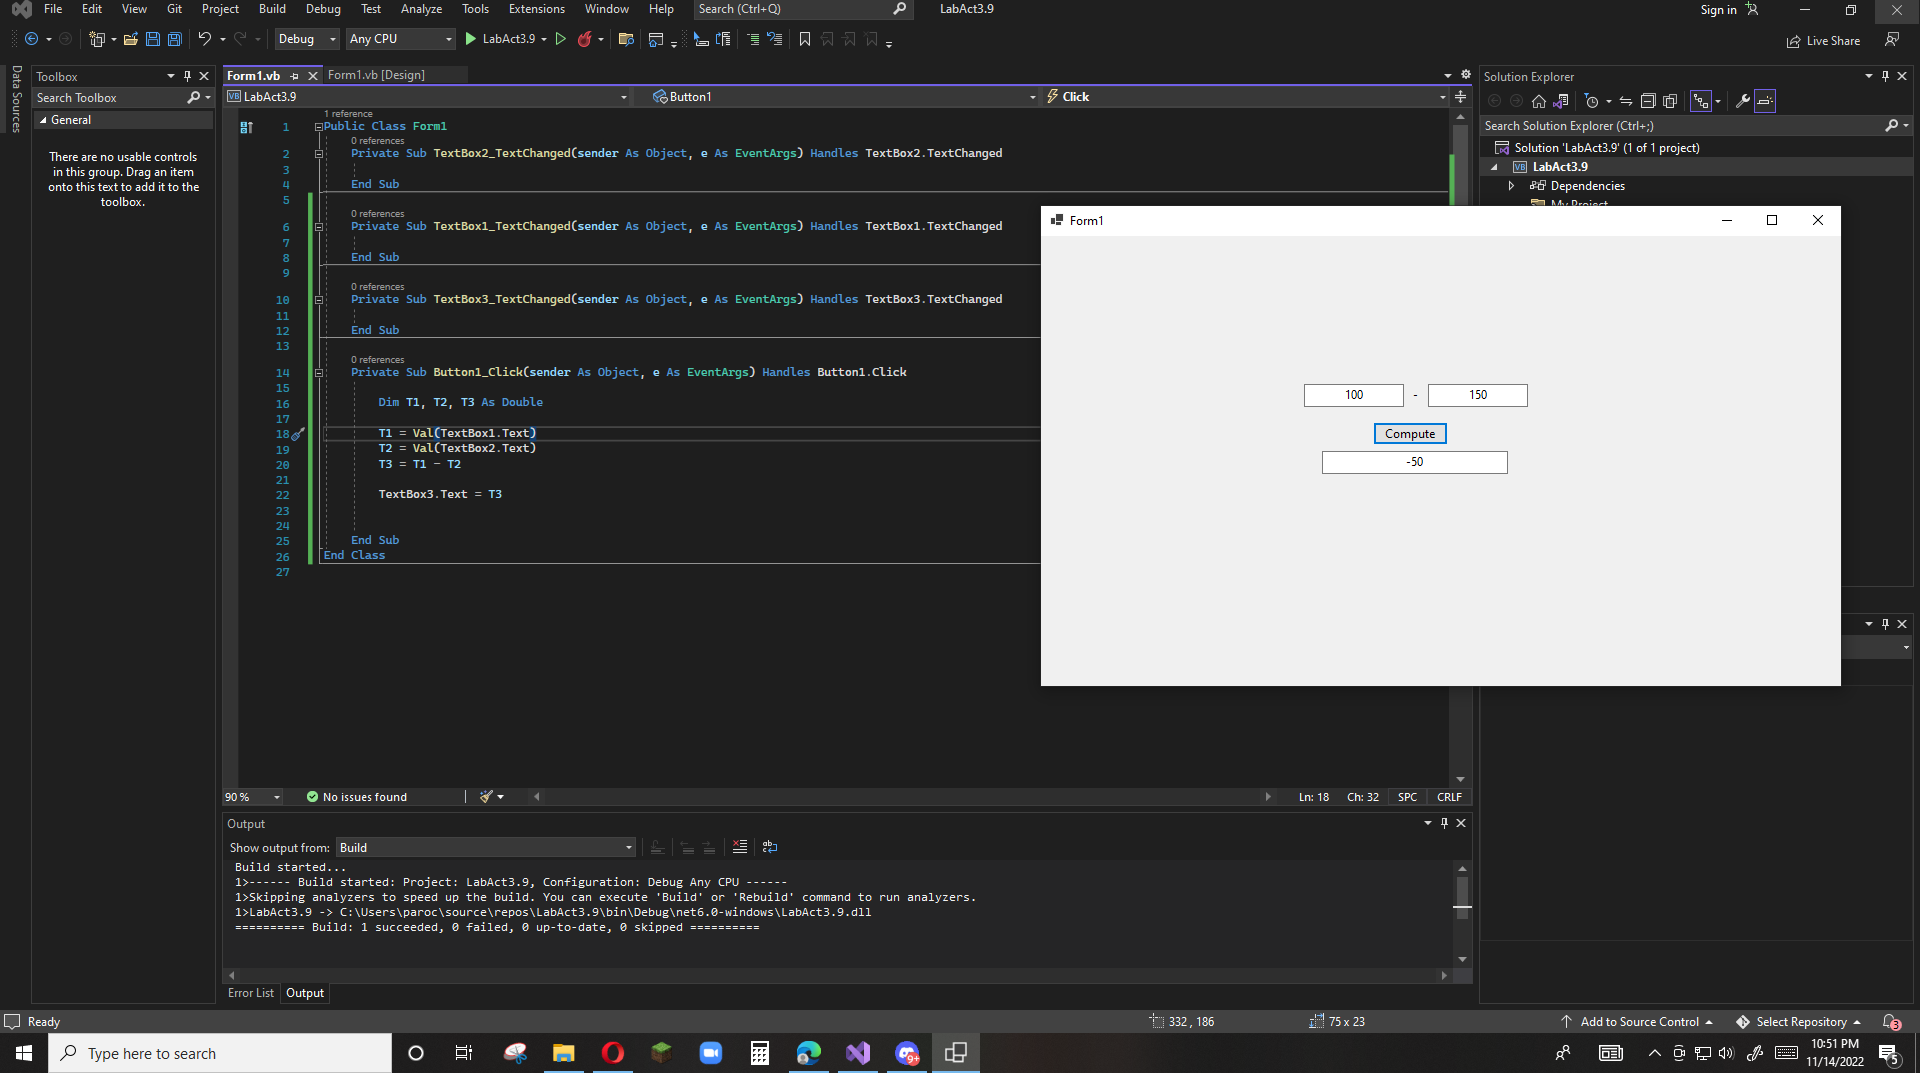 File Edit View Git Project Build Debug Test Analyze Tools Extensions Window Help Search (Ctrl+Q) LabAct3.9 Sign in
Debug Any CPU LabAct3.9 Live Share
Data Sources
Toolbox
Search Toolbox
General
There are no usable controls
in this group. Drag an item
onto this text to add it to the
toolbox.
Form1.vb Form1.vb [Design]
VB LabAct3.9 Button1 Click
1 reference
1 Public Class Form1
0 references
2 Private Sub TextBox2_TextChanged(sender As Object, e As EventArgs) Handles TextBox2.TextChanged
3
4 End Sub
5
0 references
6 Private Sub TextBox1_TextChanged(sender As Object, e As EventArgs) Handles TextBox1.TextChanged
7
8 End Sub
9
0 references
10 Private Sub TextBox3_TextChanged(sender As Object, e As EventArgs) Handles TextBox3.TextChanged
11
12 End Sub
13
0 references
14 Private Sub Button1_Click(sender As Object, e As EventArgs) Handles Button1.Click
15
16 Dim T1, T2, T3 As Double
17
18 T1 = Val(TextBox1.Text)
19 T2 = Val(TextBox2.Text)
20 T3 = T1 - T2
21
22 TextBox3.Text = T3
23
24
25 End Sub
26 End Class
27
90 % No issues found Ln: 18 Ch: 32 SPC CRLF
Output
Show output from: Build
Build started...
1>------ Build started: Project: LabAct3.9, Configuration: Debug Any CPU ------
1>Skipping analyzers to speed up the build. You can execute 'Build' or 'Rebuild' command to run analyzers.
1>LabAct3.9 -> C:\Users\paroc\source\repos\LabAct3.9\bin\Debug\net6.0-windows\LabAct3.9.dll
========== Build: 1 succeeded, 0 failed, 0 up-to-date, 0 skipped ==========
Error List Output
Solution Explorer
Search Solution Explorer (Ctrl+;)
Solution 'LabAct3.9' (1 of 1 project)
VB LabAct3.9
Dependencies
My Project
Form1
100 - 150
Compute
-50
Ready 332 , 186 75 x 23 Add to Source Control Select Repository 3
Type here to search 9+ 10:51 PM
11/14/2022 5